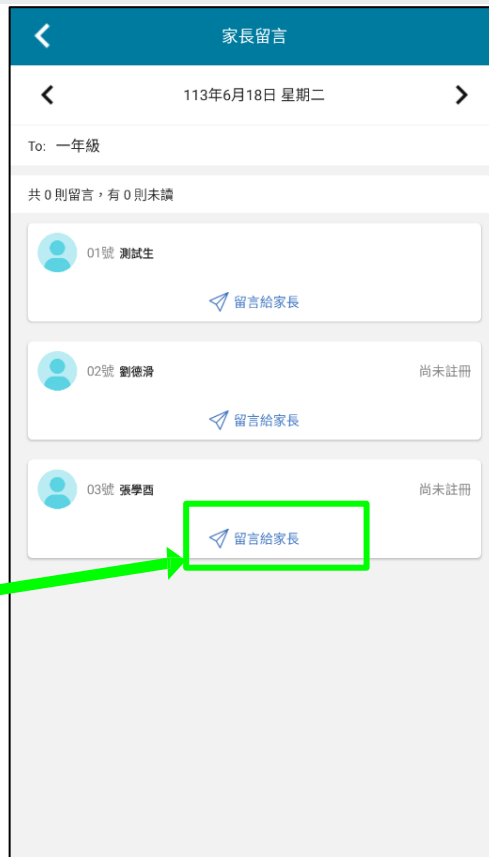 家長留言
113年6月18日 星期二
To: 一年級
共 0 則留言，有 0 則未讀
01號 測試生
留言給家長
02號 劉德滑 尚未註冊
留言給家長
03號 張學酉 尚未註冊
留言給家長